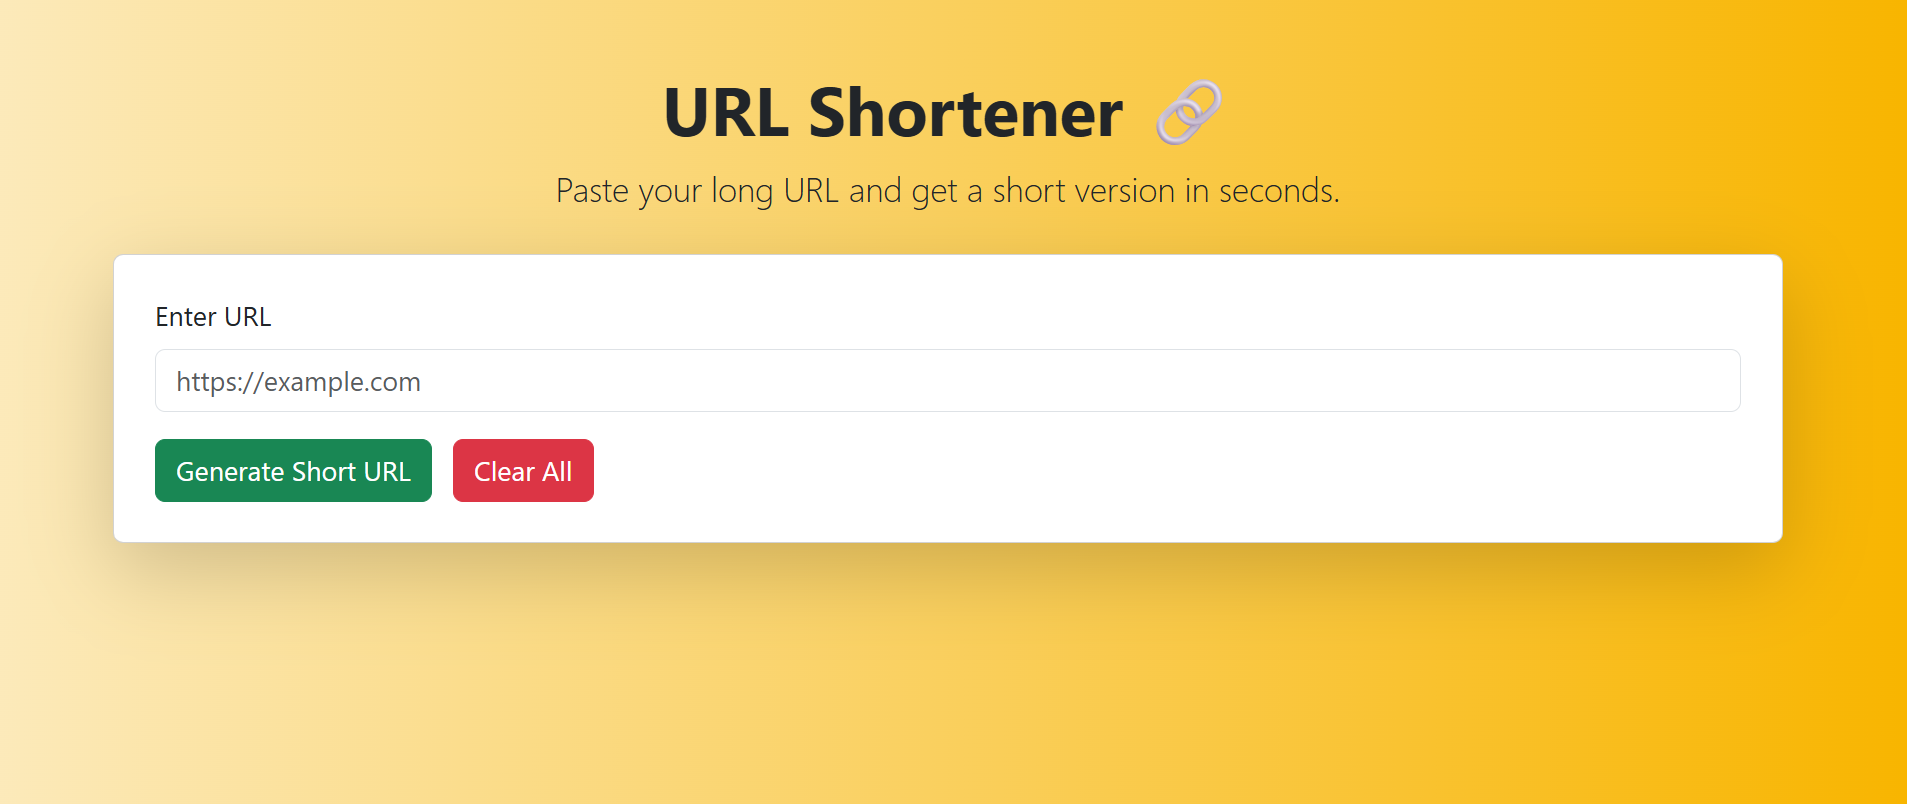 URL Shortener 🔗
Paste your long URL and get a short version in seconds.
Enter URL
https://example.com
Generate Short URL
Clear All